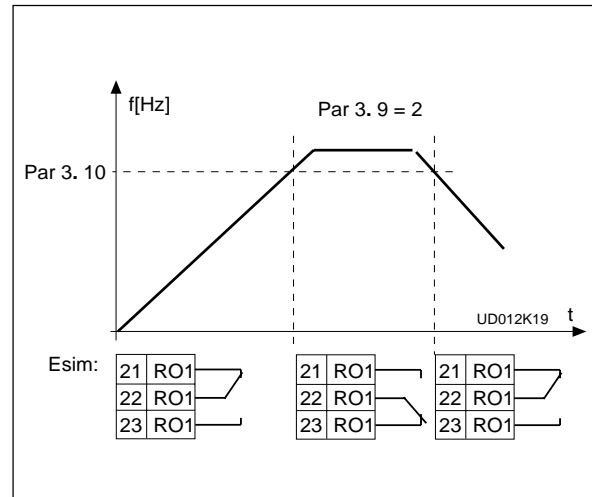 f[Hz]
Par 3. 9 = 2
Par 3. 10
UD012K19
t
Esim:
21 RO1
22 RO1
23 RO1
21 RO1
22 RO1
23 RO1
21 RO1
22 RO1
23 RO1